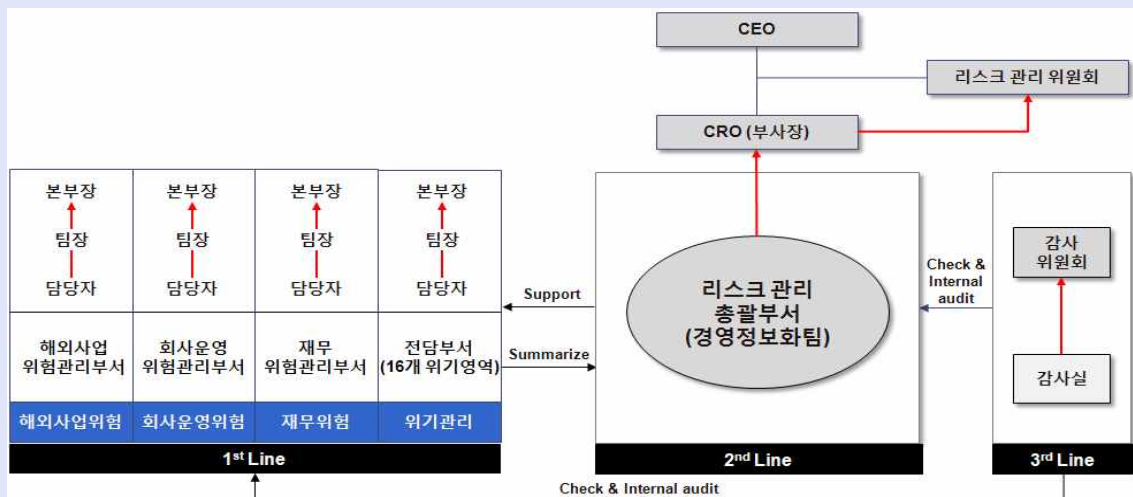 CEO
리스크 관리 위원회
CRO (부사장)
본부장
본부장
본부장
본부장
팀장
팀장
팀장
팀장
담당자
담당자
담당자
담당자
해외사업
위험관리부서
회사운영
위험관리부서
재무
위험관리부서
전담부서
(16개 위기영역)
해외사업위험
회사운영위험
재무위험
위기관리
1st Line
Support
Summarize
리스크 관리
총괄부서
(경영정보화팀)
2nd Line
Check &
Internal
audit
감사
위원회
감사실
3rd Line
Check & Internal audit